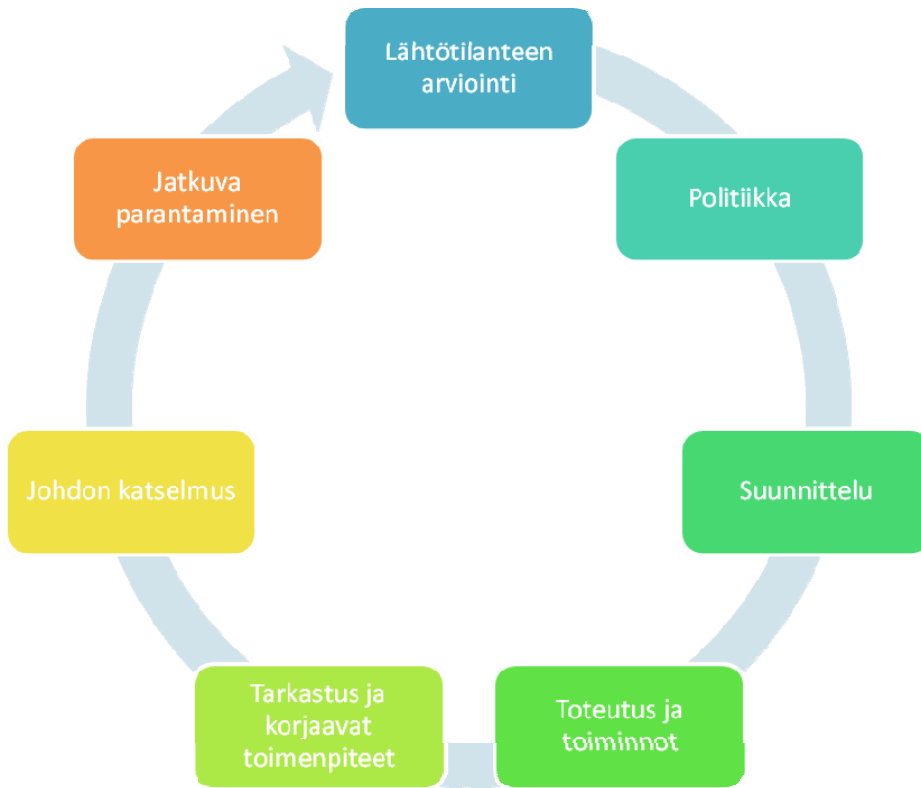 Lähtötilanteen
arviointi
Politiikka
Suunnittelu
Toteutus ja
toiminnot
Tarkastus ja
korjaavat
toimenpiteet
Johdon katselmus
Jatkuva
parantaminen